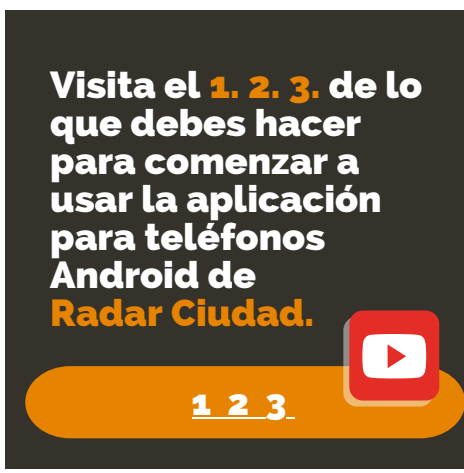 Visita el 1. 2. 3. de lo
que debes hacer
para comenzar a
usar la aplicación
para teléfonos
Android de
Radar Ciudad.
1 2 3